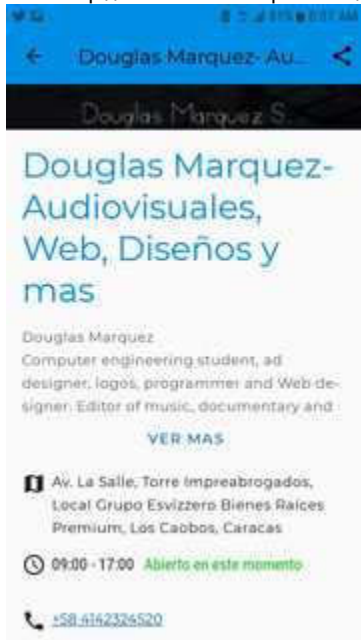 Douglas Marquez- Au...
Douglas Marquez S.
Douglas Marquez-
Audiovisuales,
Web, Diseños y
mas
Douglas Marquez
Computer engineering student, ad
designer, logos, programmer and Web de-
signer. Editor of music, documentary and
VER MAS
Av. La Salle, Torre Impreabrogados,
Local Grupo Esvizzero Bienes Raíces
Premium, Los Caobos, Caracas
09:00 - 17:00 Abierto en este momento
+58 4142324520